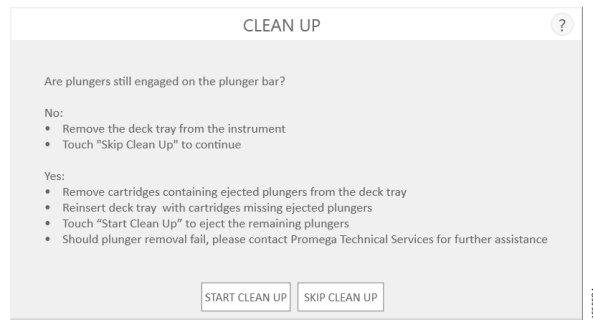 CLEAN UP
?
Are plungers still engaged on the plunger bar?
No:
• Remove the deck tray from the instrument
• Touch "Skip Clean Up" to continue
Yes:
• Remove cartridges containing ejected plungers from the deck tray
• Reinsert deck tray with cartridges missing ejected plungers
• Touch “Start Clean Up” to eject the remaining plungers
• Should plunger removal fail, please contact Promega Technical Services for further assistance
START CLEAN UP SKIP CLEAN UP